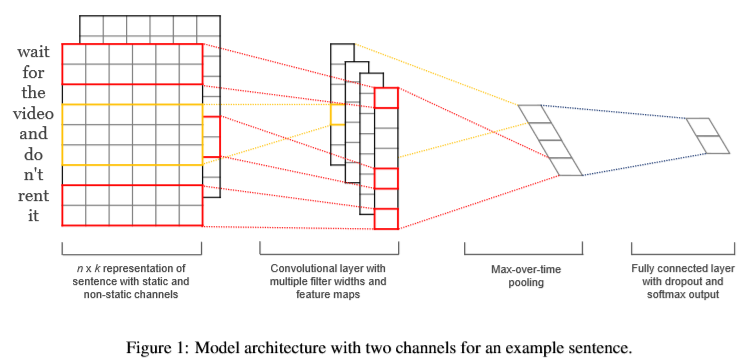 wait
for
the
video
and
do
n't
rent
it
n x k representation of
sentence with static and
non-static channels
Convolutional layer with
multiple filter widths and
feature maps
Max-over-time
pooling
Fully connected layer
with dropout and
softmax output
Figure 1: Model architecture with two channels for an example sentence.